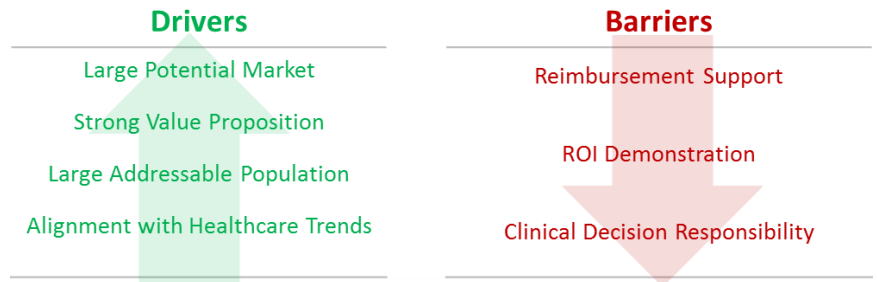 Drivers
Large Potential Market
Strong Value Proposition
Large Addressable Population
Alignment with Healthcare Trends
Barriers
Reimbursement Support
ROI Demonstration
Clinical Decision Responsibility